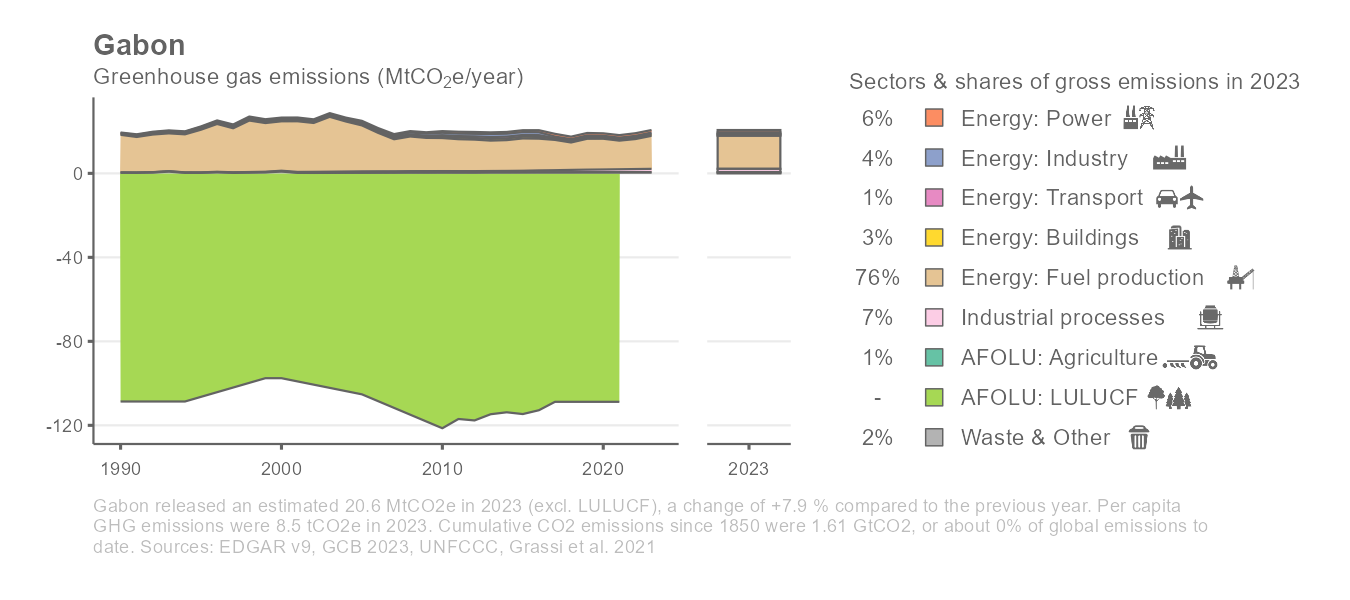 Gabon
Greenhouse gas emissions (MtCO₂e/year)
0
-40
-80
-120
1990
2000
2010
2020
2023
Sectors & shares of gross emissions in 2023
6% Energy: Power
4% Energy: Industry
1% Energy: Transport
3% Energy: Buildings
76% Energy: Fuel production
7% Industrial processes
1% AFOLU: Agriculture
- AFOLU: LULUCF
2% Waste & Other
Gabon released an estimated 20.6 MtCO2e in 2023 (excl. LULUCF), a change of +7.9 % compared to the previous year. Per capita
GHG emissions were 8.5 tCO2e in 2023. Cumulative CO2 emissions since 1850 were 1.61 GtCO2, or about 0% of global emissions to
date. Sources: EDGAR v9, GCB 2023, UNFCCC, Grassi et al. 2021